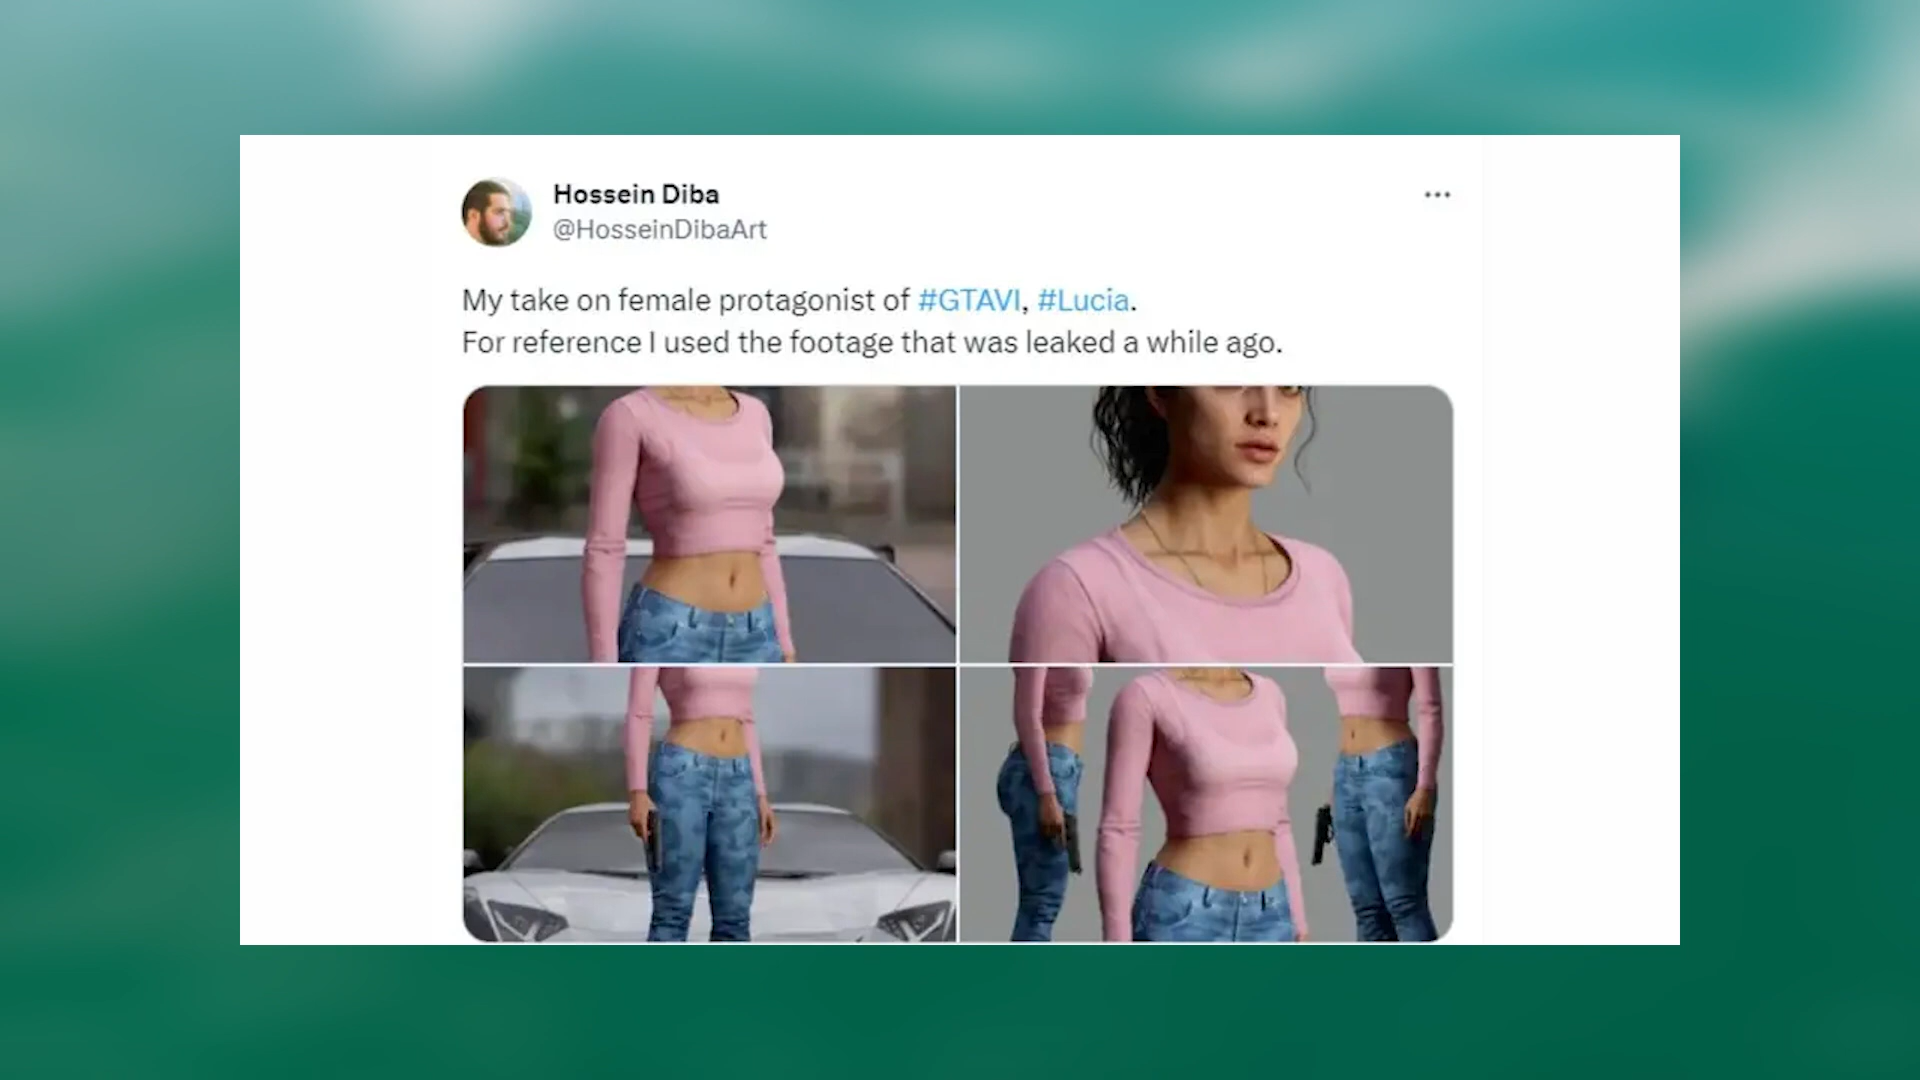 Hossein Diba
@HosseinDibaArt
My take on female protagonist of #GTAVI, #Lucia.
For reference I used the footage that was leaked a while ago.